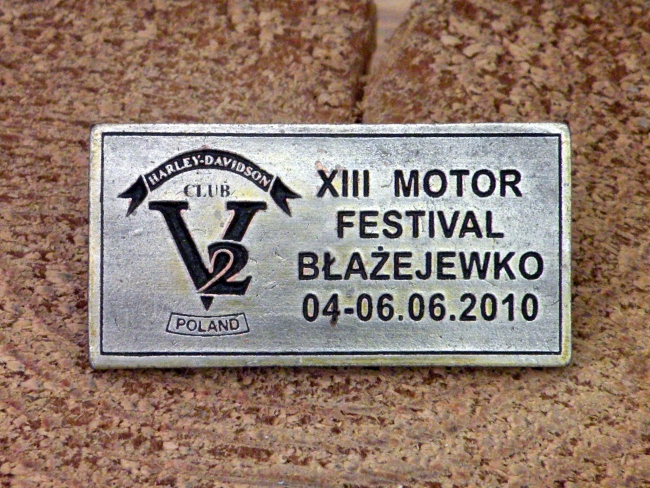 HARLEY-DAVIDSON
CLUB
V2
POLAND
XIII MOTOR
FESTIVAL
BŁAŻEJEWKO
04-06.06.2010